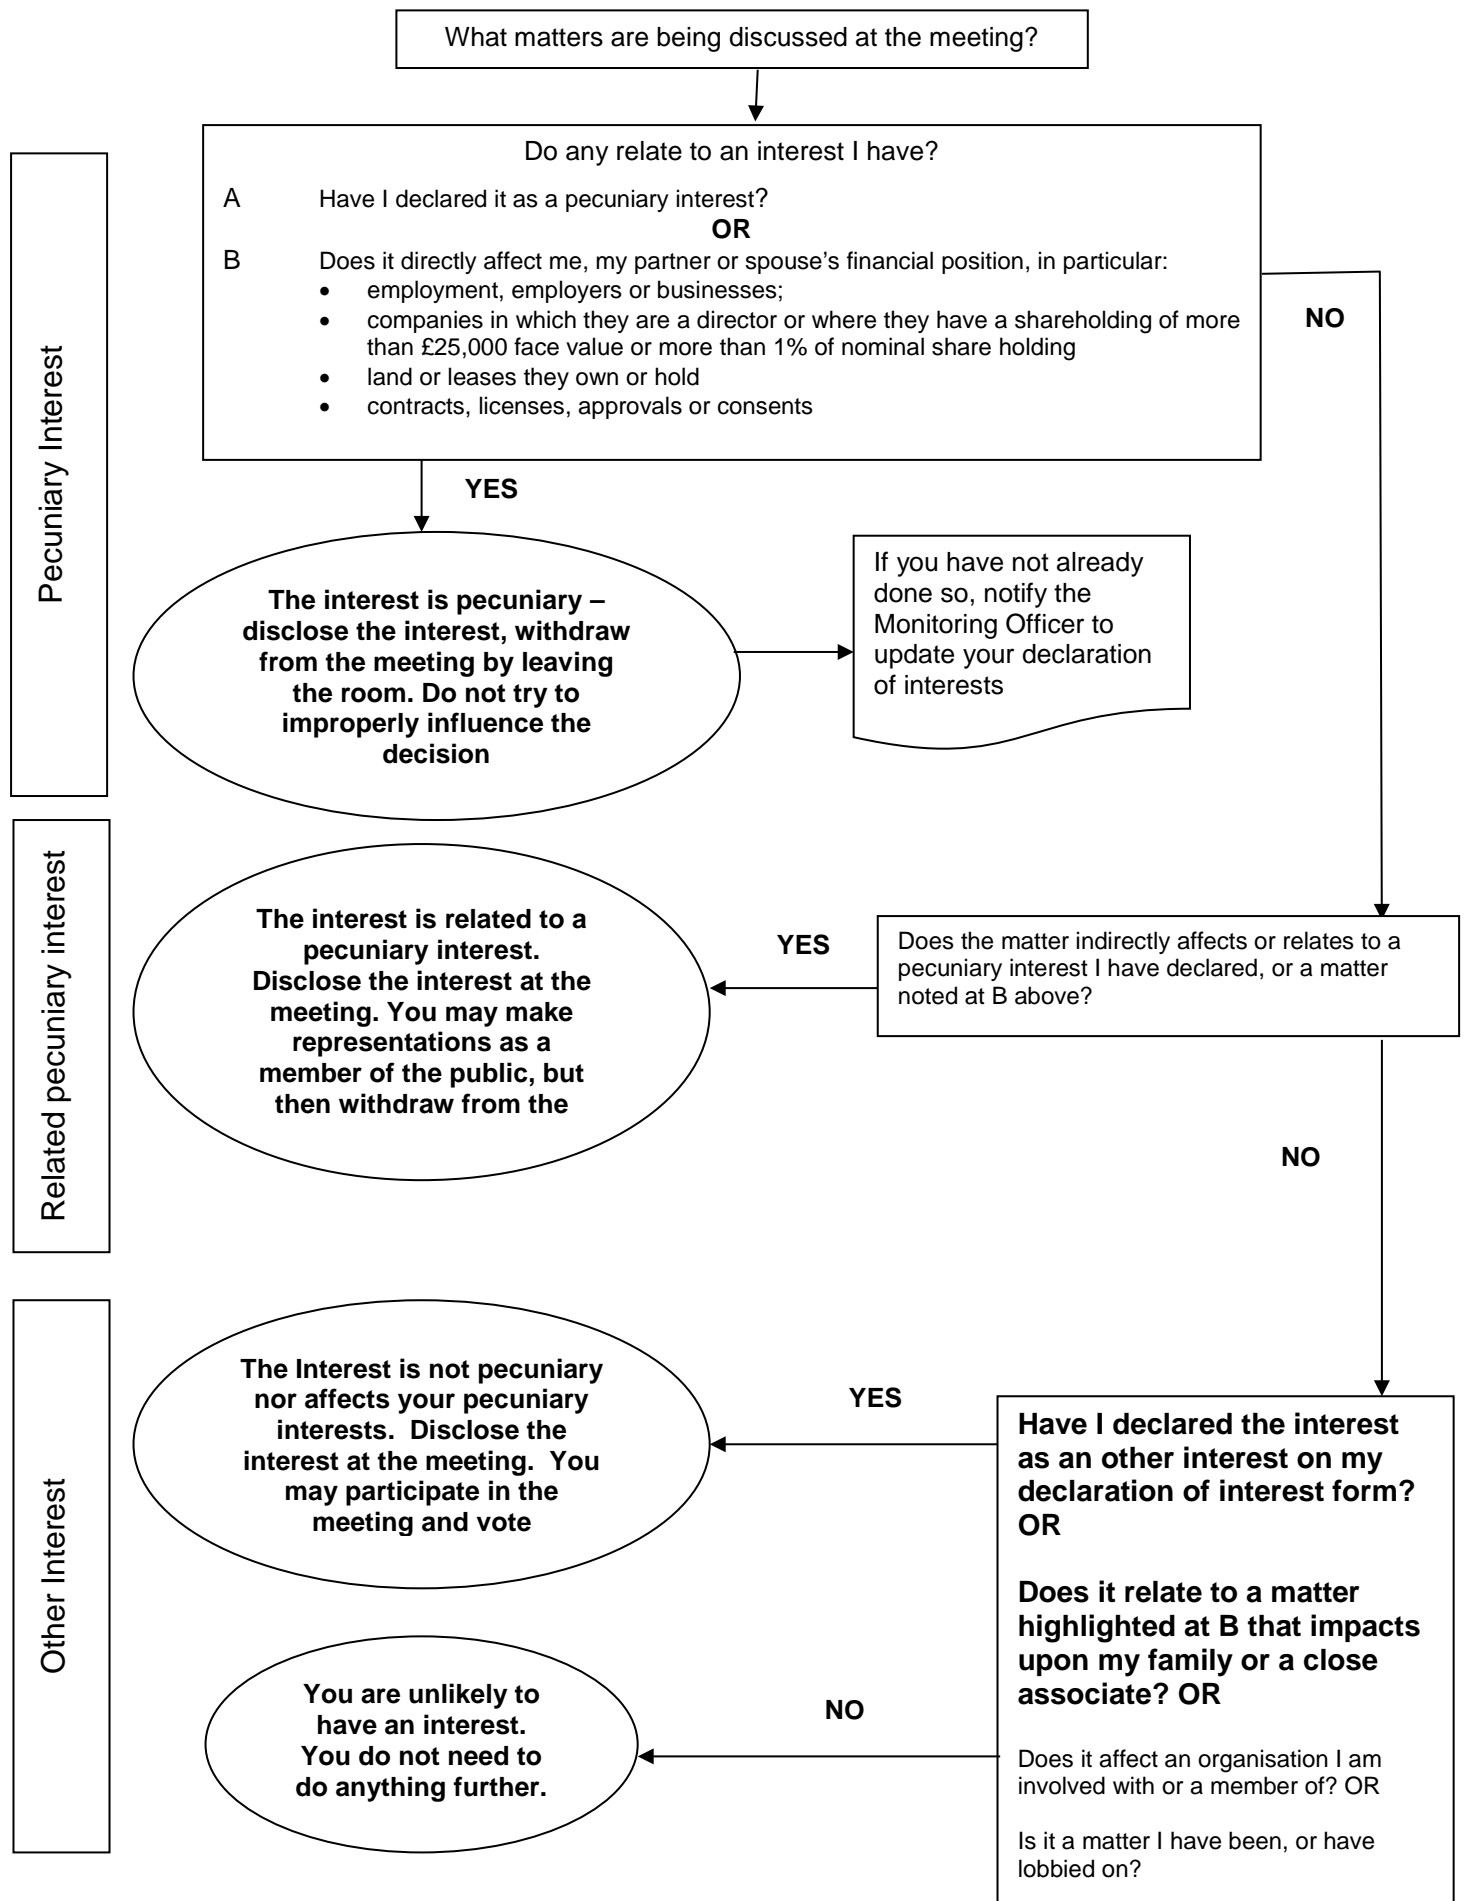 What matters are being discussed at the meeting?
Pecuniary Interest
Do any relate to an interest I have?
A Have I declared it as a pecuniary interest?
OR
B Does it directly affect me, my partner or spouse's financial position, in particular:
• employment, employers or businesses;
• companies in which they are a director or where they have a shareholding of more
than £25,000 face value or more than 1% of nominal share holding
• land or leases they own or hold
• contracts, licenses, approvals or consents
NO
YES
The interest is pecuniary –
disclose the interest, withdraw
from the meeting by leaving
the room. Do not try to
improperly influence the
decision
If you have not already
done so, notify the
Monitoring Officer to
update your declaration
of interests
Related pecuniary interest
The interest is related to a
pecuniary interest.
Disclose the interest at the
meeting. You may make
representations as a
member of the public, but
then withdraw from the
YES
Does the matter indirectly affects or relates to a
pecuniary interest I have declared, or a matter
noted at B above?
NO
Other Interest
The Interest is not pecuniary
nor affects your pecuniary
interests.  Disclose the
interest at the meeting.  You
may participate in the
meeting and vote
YES
Have I declared the interest
as an other interest on my
declaration of interest form?
OR
Does it relate to a matter
highlighted at B that impacts
upon my family or a close
associate? OR
Does it affect an organisation I am
involved with or a member of? OR
Is it a matter I have been, or have
lobbied on?
NO
You are unlikely to
have an interest.
You do not need to
do anything further.